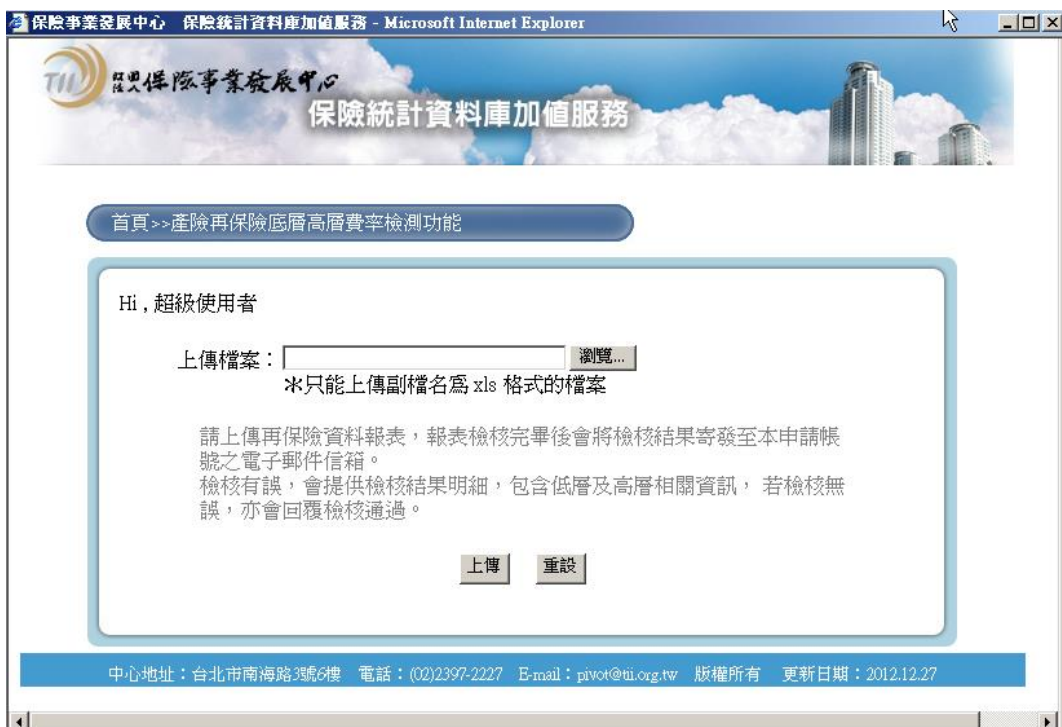 保險事業發展中心 保險統計資料庫加值服務 - Microsoft Internet Explorer
TII 財團法人保險事業發展中心
保險統計資料庫加值服務
首頁>>產險再保險底層高層費率檢測功能
Hi , 超級使用者
上傳檔案： 瀏覽...
＊只能上傳副檔名為 xls 格式的檔案
請上傳再保險資料報表，報表檢核完畢後會將檢核結果寄發至本申請帳
號之電子郵件信箱。
檢核有誤，會提供檢核結果明細，包含低層及高層相關資訊， 若檢核無
誤，亦會回覆檢核通過。
上傳 重設
中心地址：台北市南海路3號6樓 電話：(02)2397-2227 E-mail：pivot@tii.org.tw 版權所有 更新日期：2012.12.27